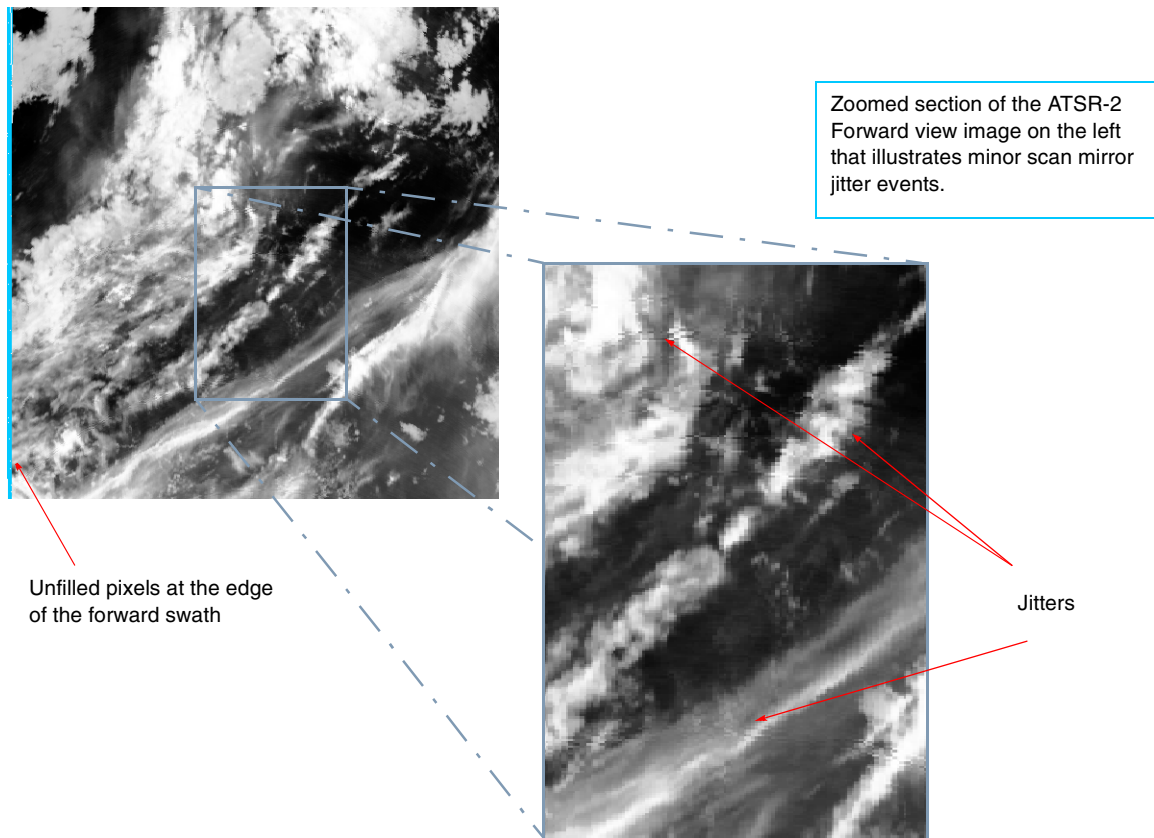 Zoomed section of the ATSR-2
Forward view image on the left
that illustrates minor scan mirror
jitter events.
Unfilled pixels at the edge
of the forward swath
Jitters